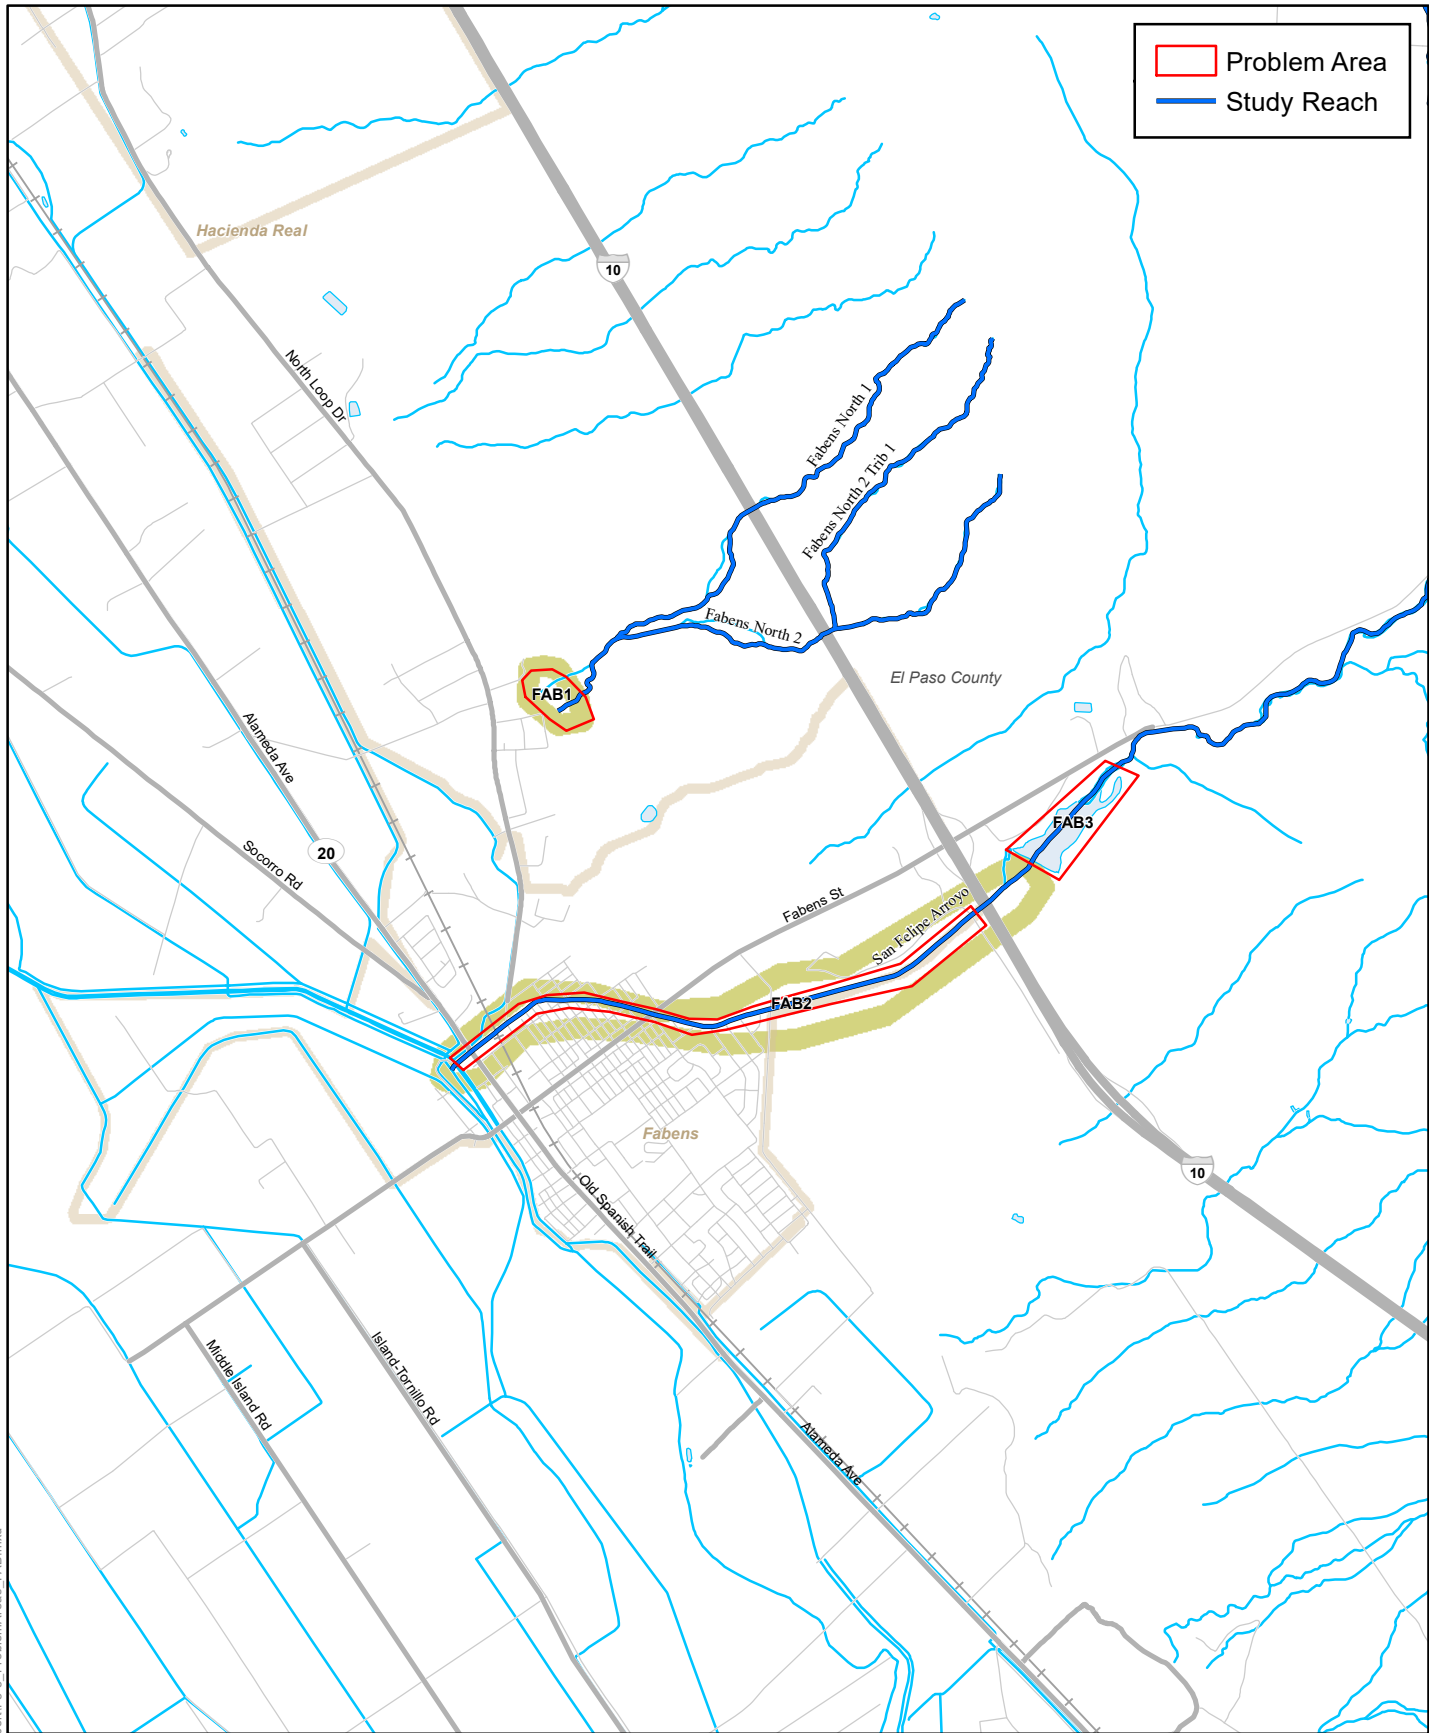 Problem Area
Study Reach
Hacienda Real
10
North Loop Dr
Fabens North 1
Fabens North 2 Trib 1
Fabens North 2
El Paso County
FAB1
Alameda Ave
20
Socorro Rd
FAB3
Fabens St
San Felipe Arroyo
FAB2
Fabens
10
Old Spanish Trail
Island-Tornillo Rd
Middle Island Rd
Alameda Ave